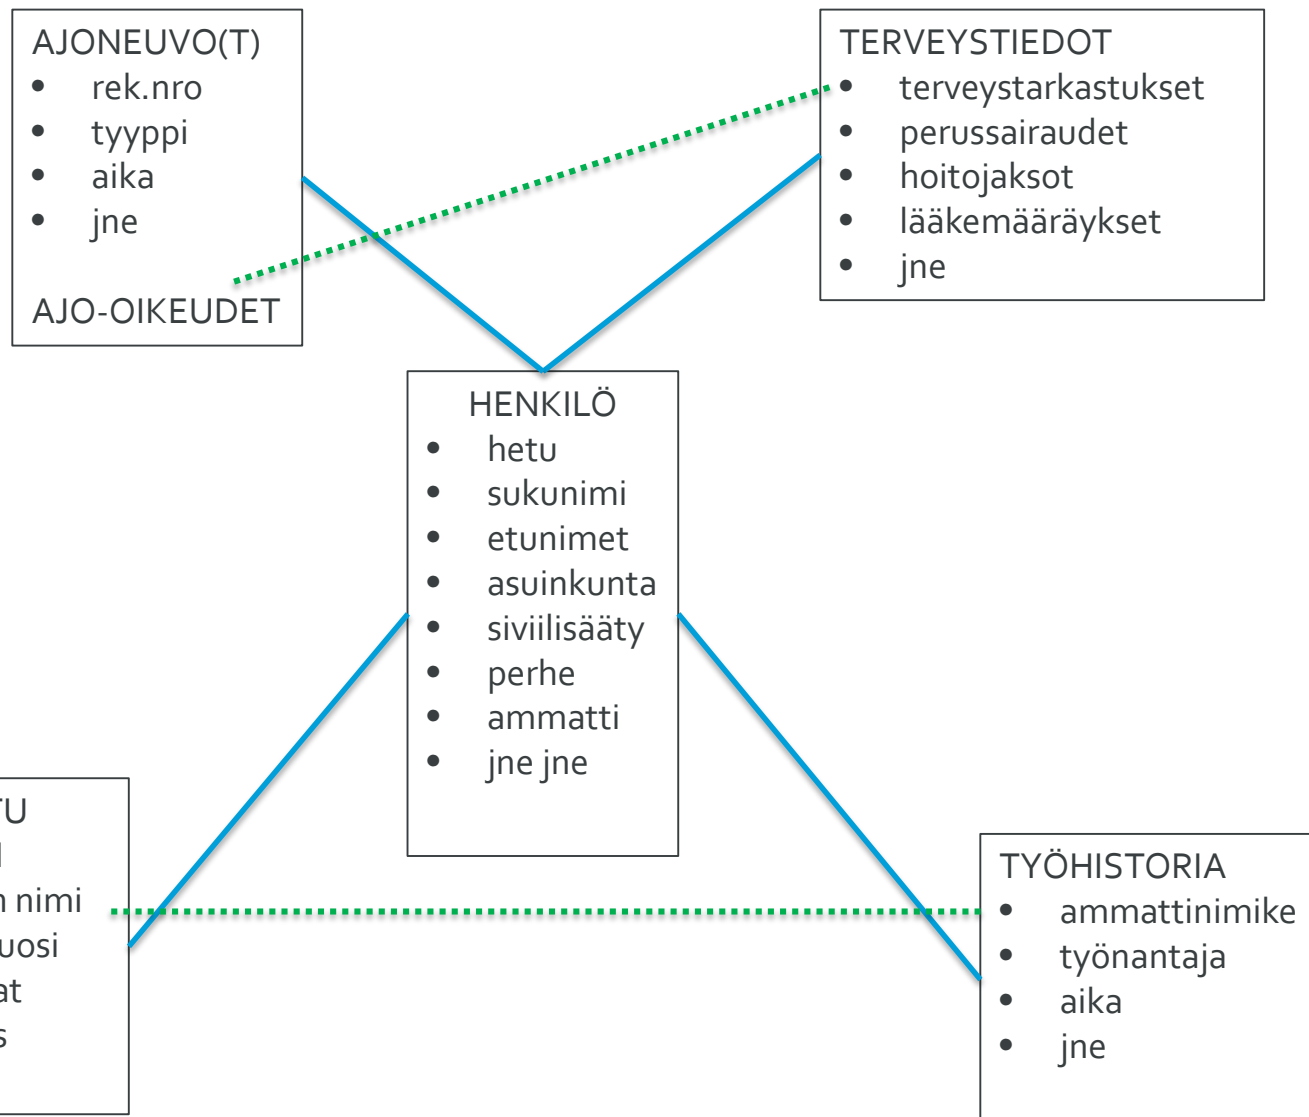 AJONEUVO(T)
• rek.nro
• tyyppi
• aika
• jne
AJO-OIKEUDET
TERVEYSTIEDOT
• terveystarkastukset
• perussairaudet
• hoitojaksot
• lääkemääräykset
• jne
HENKILÖ
• hetu
• sukunimi
• etunimet
• asuinkunta
• siviilisääty
• perhe
• ammatti
• jne jne
nimi
TYÖHISTORIA
• ammattinimike
• työnantaja
• aika
• jne